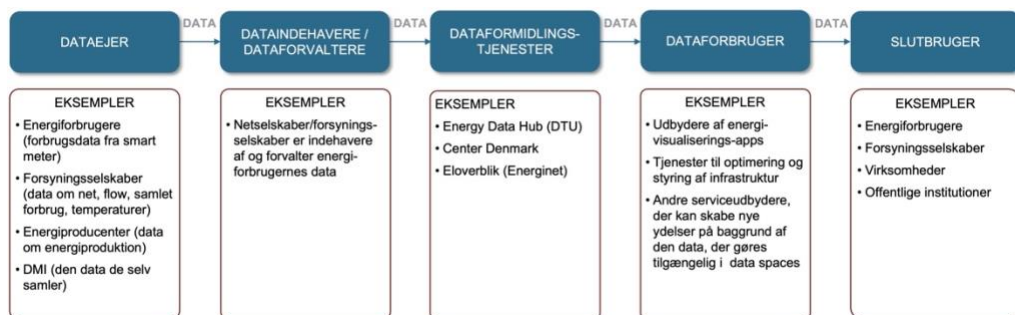 DATAEJER
DATA
DATAINDEHAVERE /
DATAFORVALTERE
DATA
DATAFORMIDLINGS-
TJENESTER
DATA
DATAFORBRUGER
DATA
SLUTBRUGER
EKSEMPLER
• Energiforbrugere
(forbrugsdata fra smart
meter)
• Forsyningsselskaber
(data om net, flow, samlet
forbrug, temperaturer)
• Energiproducenter (data
om energiproduktion)
• DMI (den data de selv
samler)
EKSEMPLER
• Netselskaber/forsynings-
selskaber er indehavere
af og forvalter energi-
forbrugernes data
EKSEMPLER
• Energy Data Hub (DTU)
• Center Denmark
• Eloverblik (Energinet)
EKSEMPLER
• Udbydere af energi-
visualiserings-apps
• Tjenester til optimering og
styring af infrastruktur
• Andre serviceudbydere,
der kan skabe nye
ydelser på baggrund af
den data, der gøres
tilgængelig i data spaces
EKSEMPLER
• Energiforbrugere
• Forsyningsselskaber
• Virksomheder
• Offentlige institutioner